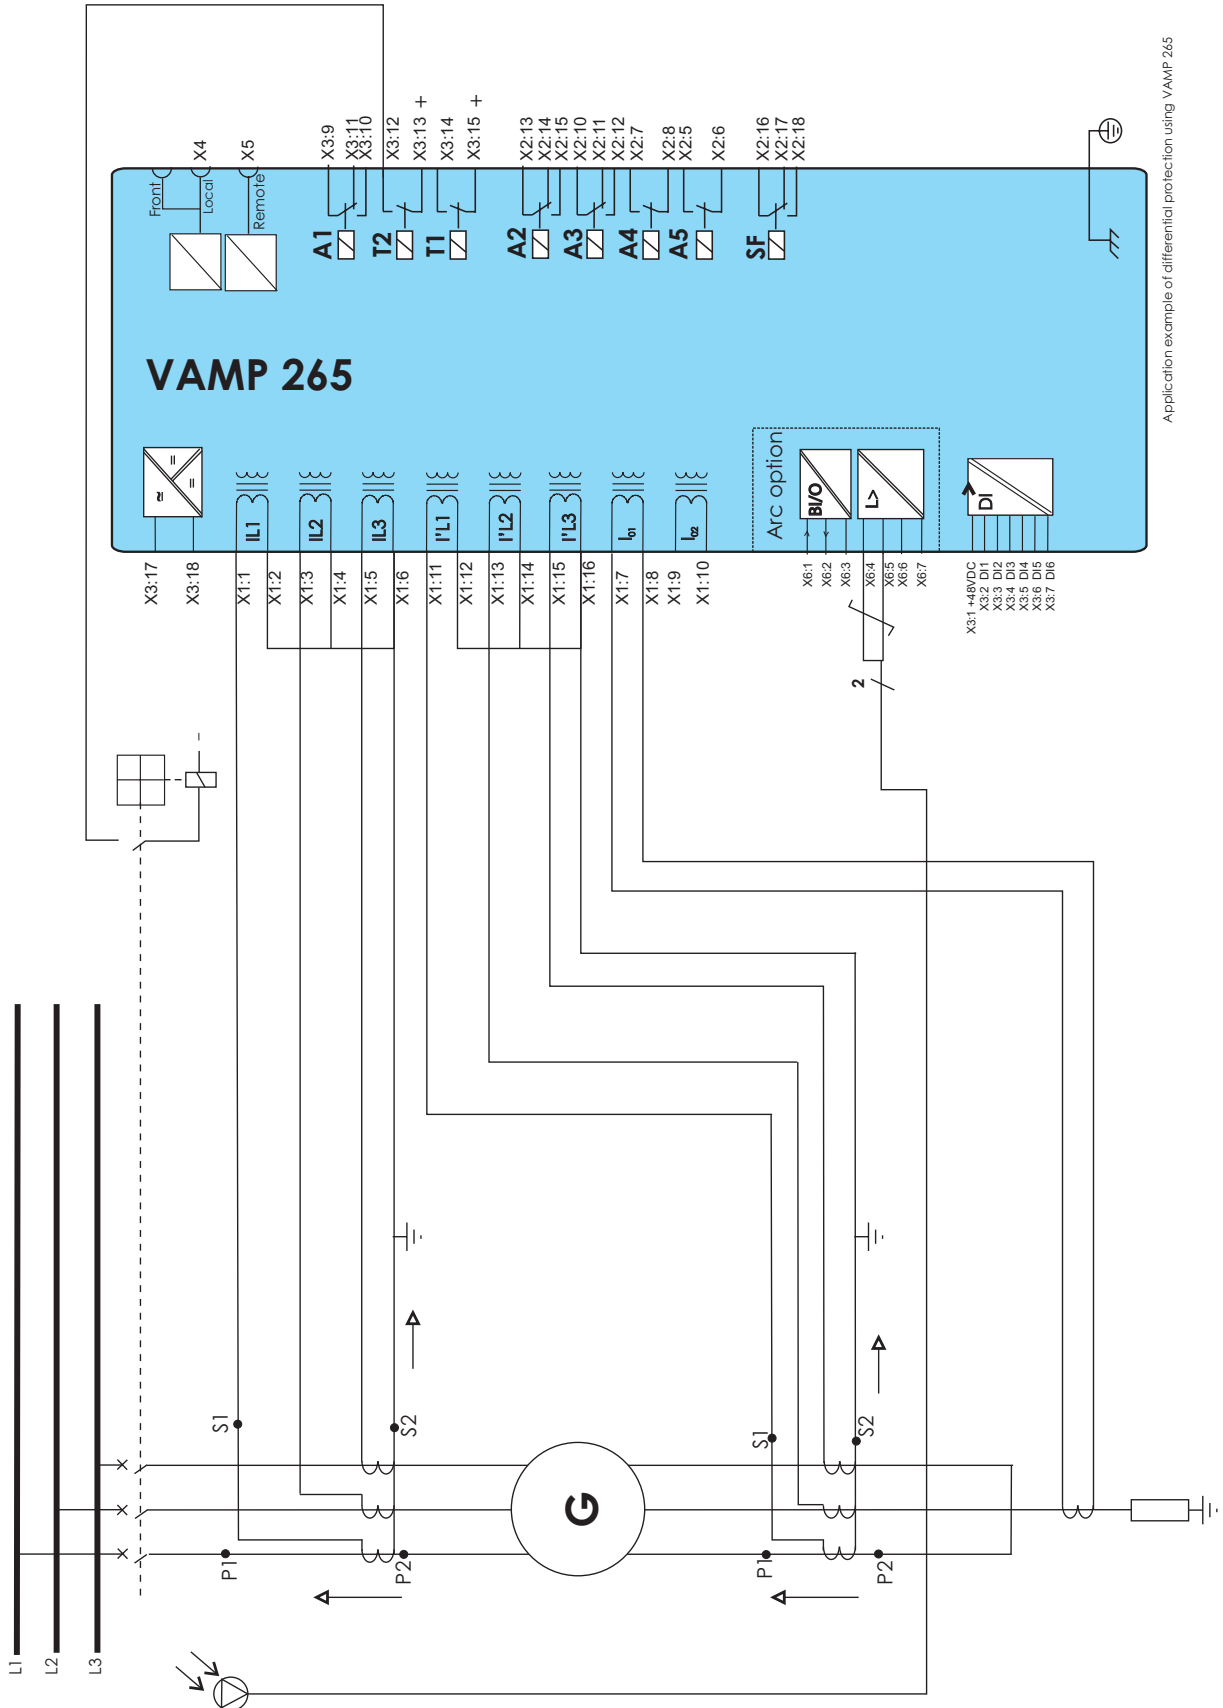 X3:9
X3:11
X3:10
X3:12
X3:13 +
X3:14
X3:15 +
X2:13
X2:14
X2:15
X2:10
X2:11
X2:12
X2:7
X2:8
X2:5
X2:6
X2:16
X2:17
X2:18
X4
X5
Front
Local
Remote
A1
T2
T1
A2
A3
A4
A5
SF
VAMP 265
≃
=
=
IL1
IL2
IL3
I'L1
I'L2
I'L3
I01
I02
Arc option
BI/O
L>
DI
X3:17
X3:18
X1:1
X1:2
X1:3
X1:4
X1:5
X1:6
X1:11
X1:12
X1:13
X1:14
X1:15
X1:16
X1:7
X1:8
X1:9
X1:10
X6:1
X6:2
X6:3
X6:4
X6:5
X6:6
X6:7
X3:1 +48VDC
X3:2 DI1
X3:3 DI2
X3:4 DI3
X3:5 DI4
X3:6 DI5
X3:7 DI6
2
–
S1
S2
S1
S2
G
P1
P2
P1
P2
L1
L2
L3
Application example of differential protection using VAMP 265